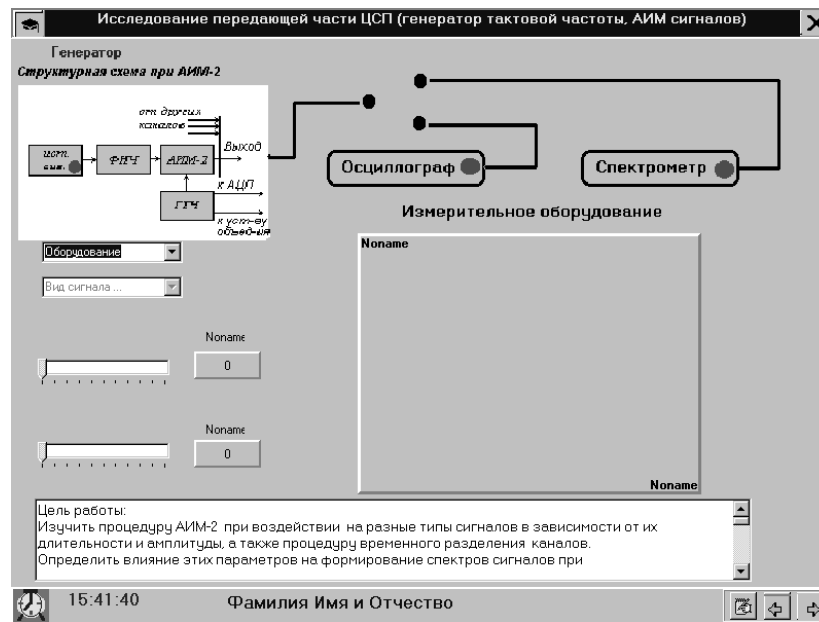 Исследование передающей части ЦСП (генератор тактовой частоты, АИМ сигналов)
Генератор
Структурная схема при АИМ-2
от других
каналов
Выход
ист.
сиг.
ФНЧ
АИМ-2
к АЦП
ГТЧ
к уст-ву
объед-ия
Осциллограф
Спектрометр
Измерительное оборудование
Оборудование
Вид сигнала ...
Noname
Noname
0
Noname
0
Noname
Цель работы:
Изучить процедуру АИМ-2 при воздействии на разные типы сигналов в зависимости от их
длительности и амплитуды, а также процедуру временного разделения каналов.
Определить влияние этих параметров на формирование спектров сигналов при
15:41:40
Фамилия Имя и Отчество